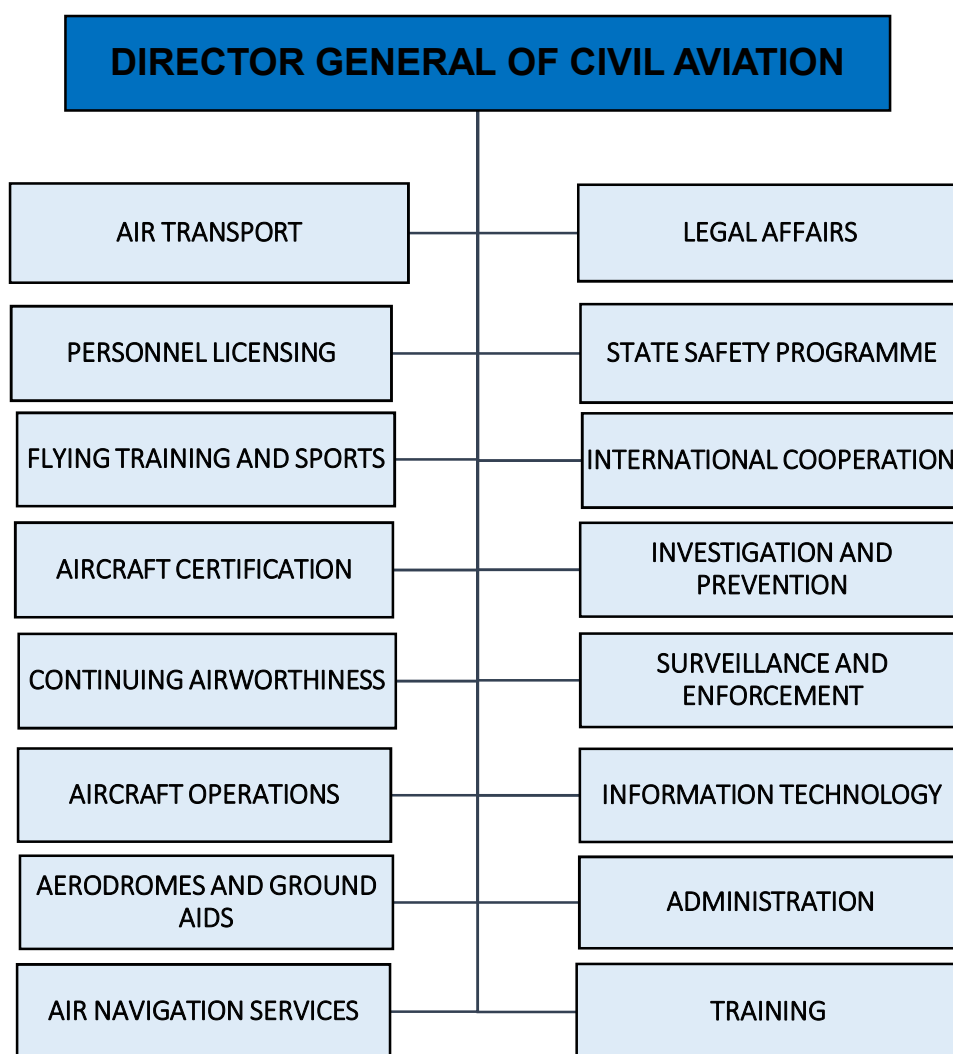 DIRECTOR GENERAL OF CIVIL AVIATION
AIR TRANSPORT
LEGAL AFFAIRS
PERSONNEL LICENSING
STATE SAFETY PROGRAMME
FLYING TRAINING AND SPORTS
INTERNATIONAL COOPERATION
AIRCRAFT CERTIFICATION
INVESTIGATION AND
PREVENTION
CONTINUING AIRWORTHINESS
SURVEILLANCE AND
ENFORCEMENT
AIRCRAFT OPERATIONS
INFORMATION TECHNOLOGY
AERODROMES AND GROUND
AIDS
ADMINISTRATION
AIR NAVIGATION SERVICES
TRAINING